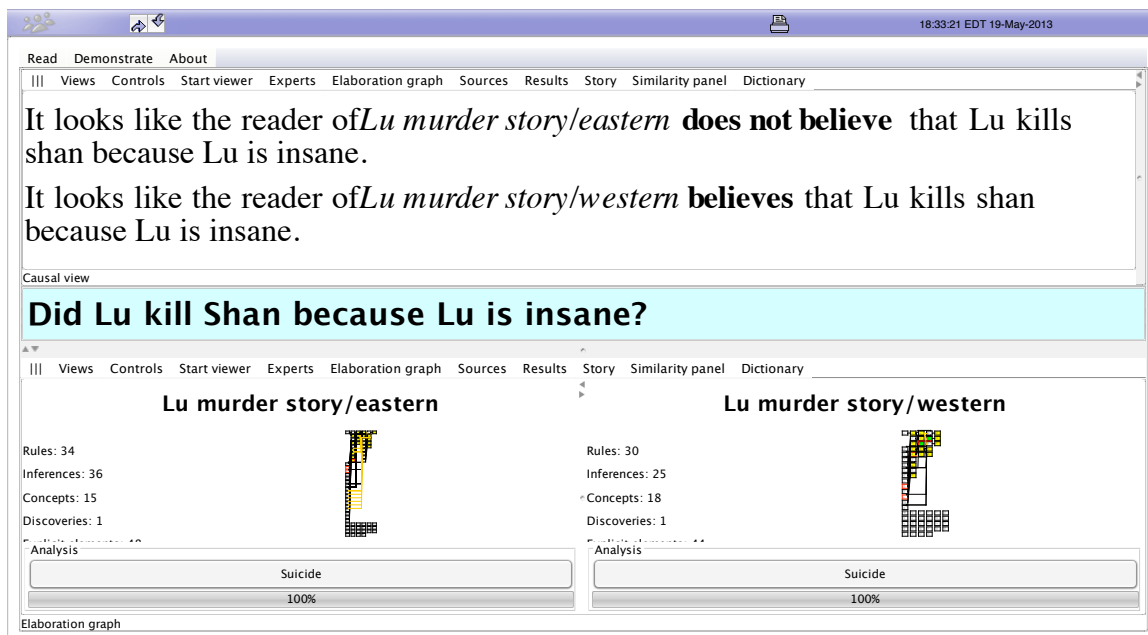 18:33:21 EDT 19-May-2013
Read Demonstrate About
||| Views Controls Start viewer Experts Elaboration graph Sources Results Story Similarity panel Dictionary
It looks like the reader ofLu murder story/eastern does not believe that Lu kills
shan because Lu is insane.
It looks like the reader ofLu murder story/western believes that Lu kills shan
because Lu is insane.
Causal view
Did Lu kill Shan because Lu is insane?
||| Views Controls Start viewer Experts Elaboration graph Sources Results Story Similarity panel Dictionary
Lu murder story/eastern
Rules: 34
Inferences: 36
Concepts: 15
Discoveries: 1
Analysis
Suicide
100%
Lu murder story/western
Rules: 30
Inferences: 25
Concepts: 18
Discoveries: 1
Analysis
Suicide
100%
Elaboration graph